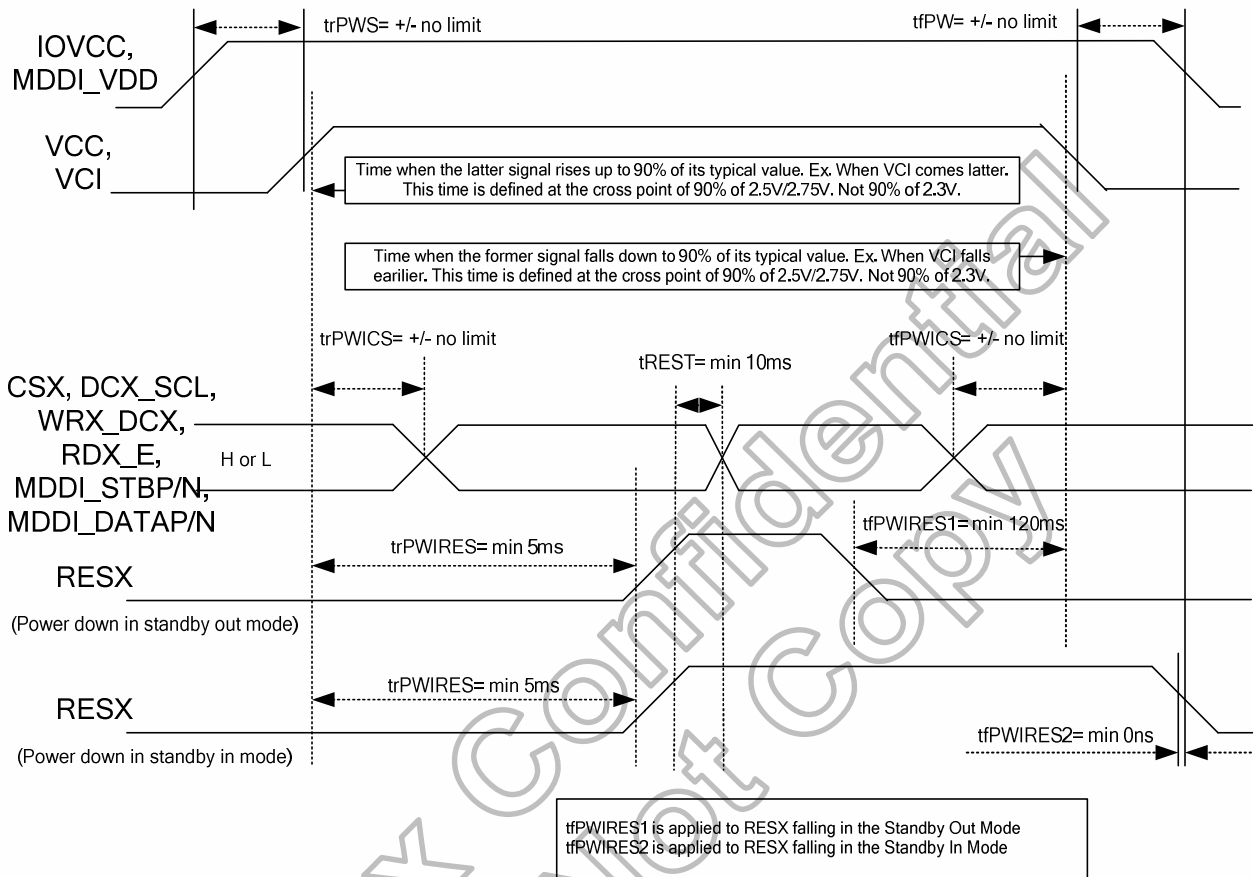 trPWS= +/- no limit
tfPW= +/- no limit
IOVCC,
MDDI_VDD
VCC,
VCI
Time when the latter signal rises up to 90% of its typical value. Ex. When VCI comes latter.
This time is defined at the cross point of 90% of 2.5V/2.75V. Not 90% of 2.3V.
Time when the former signal falls down to 90% of its typical value. Ex. When VCI falls
earilier. This time is defined at the cross point of 90% of 2.5V/2.75V. Not 90% of 2.3V.
trPWICS= +/- no limit
tfPWICS= +/- no limit
tREST= min 10ms
CSX, DCX_SCL,
WRX_DCX,
RDX_E,
MDDI_STBP/N,
MDDI_DATAP/N
H or L
trPWIRES= min 5ms
tfPWIRES1= min 120ms
RESX
(Power down in standby out mode)
trPWIRES= min 5ms
RESX
(Power down in standby in mode)
tfPWIRES2= min 0ns
tfPWIRES1 is applied to RESX falling in the Standby Out Mode
tfPWIRES2 is applied to RESX falling in the Standby In Mode
x Confidential
Not Copy